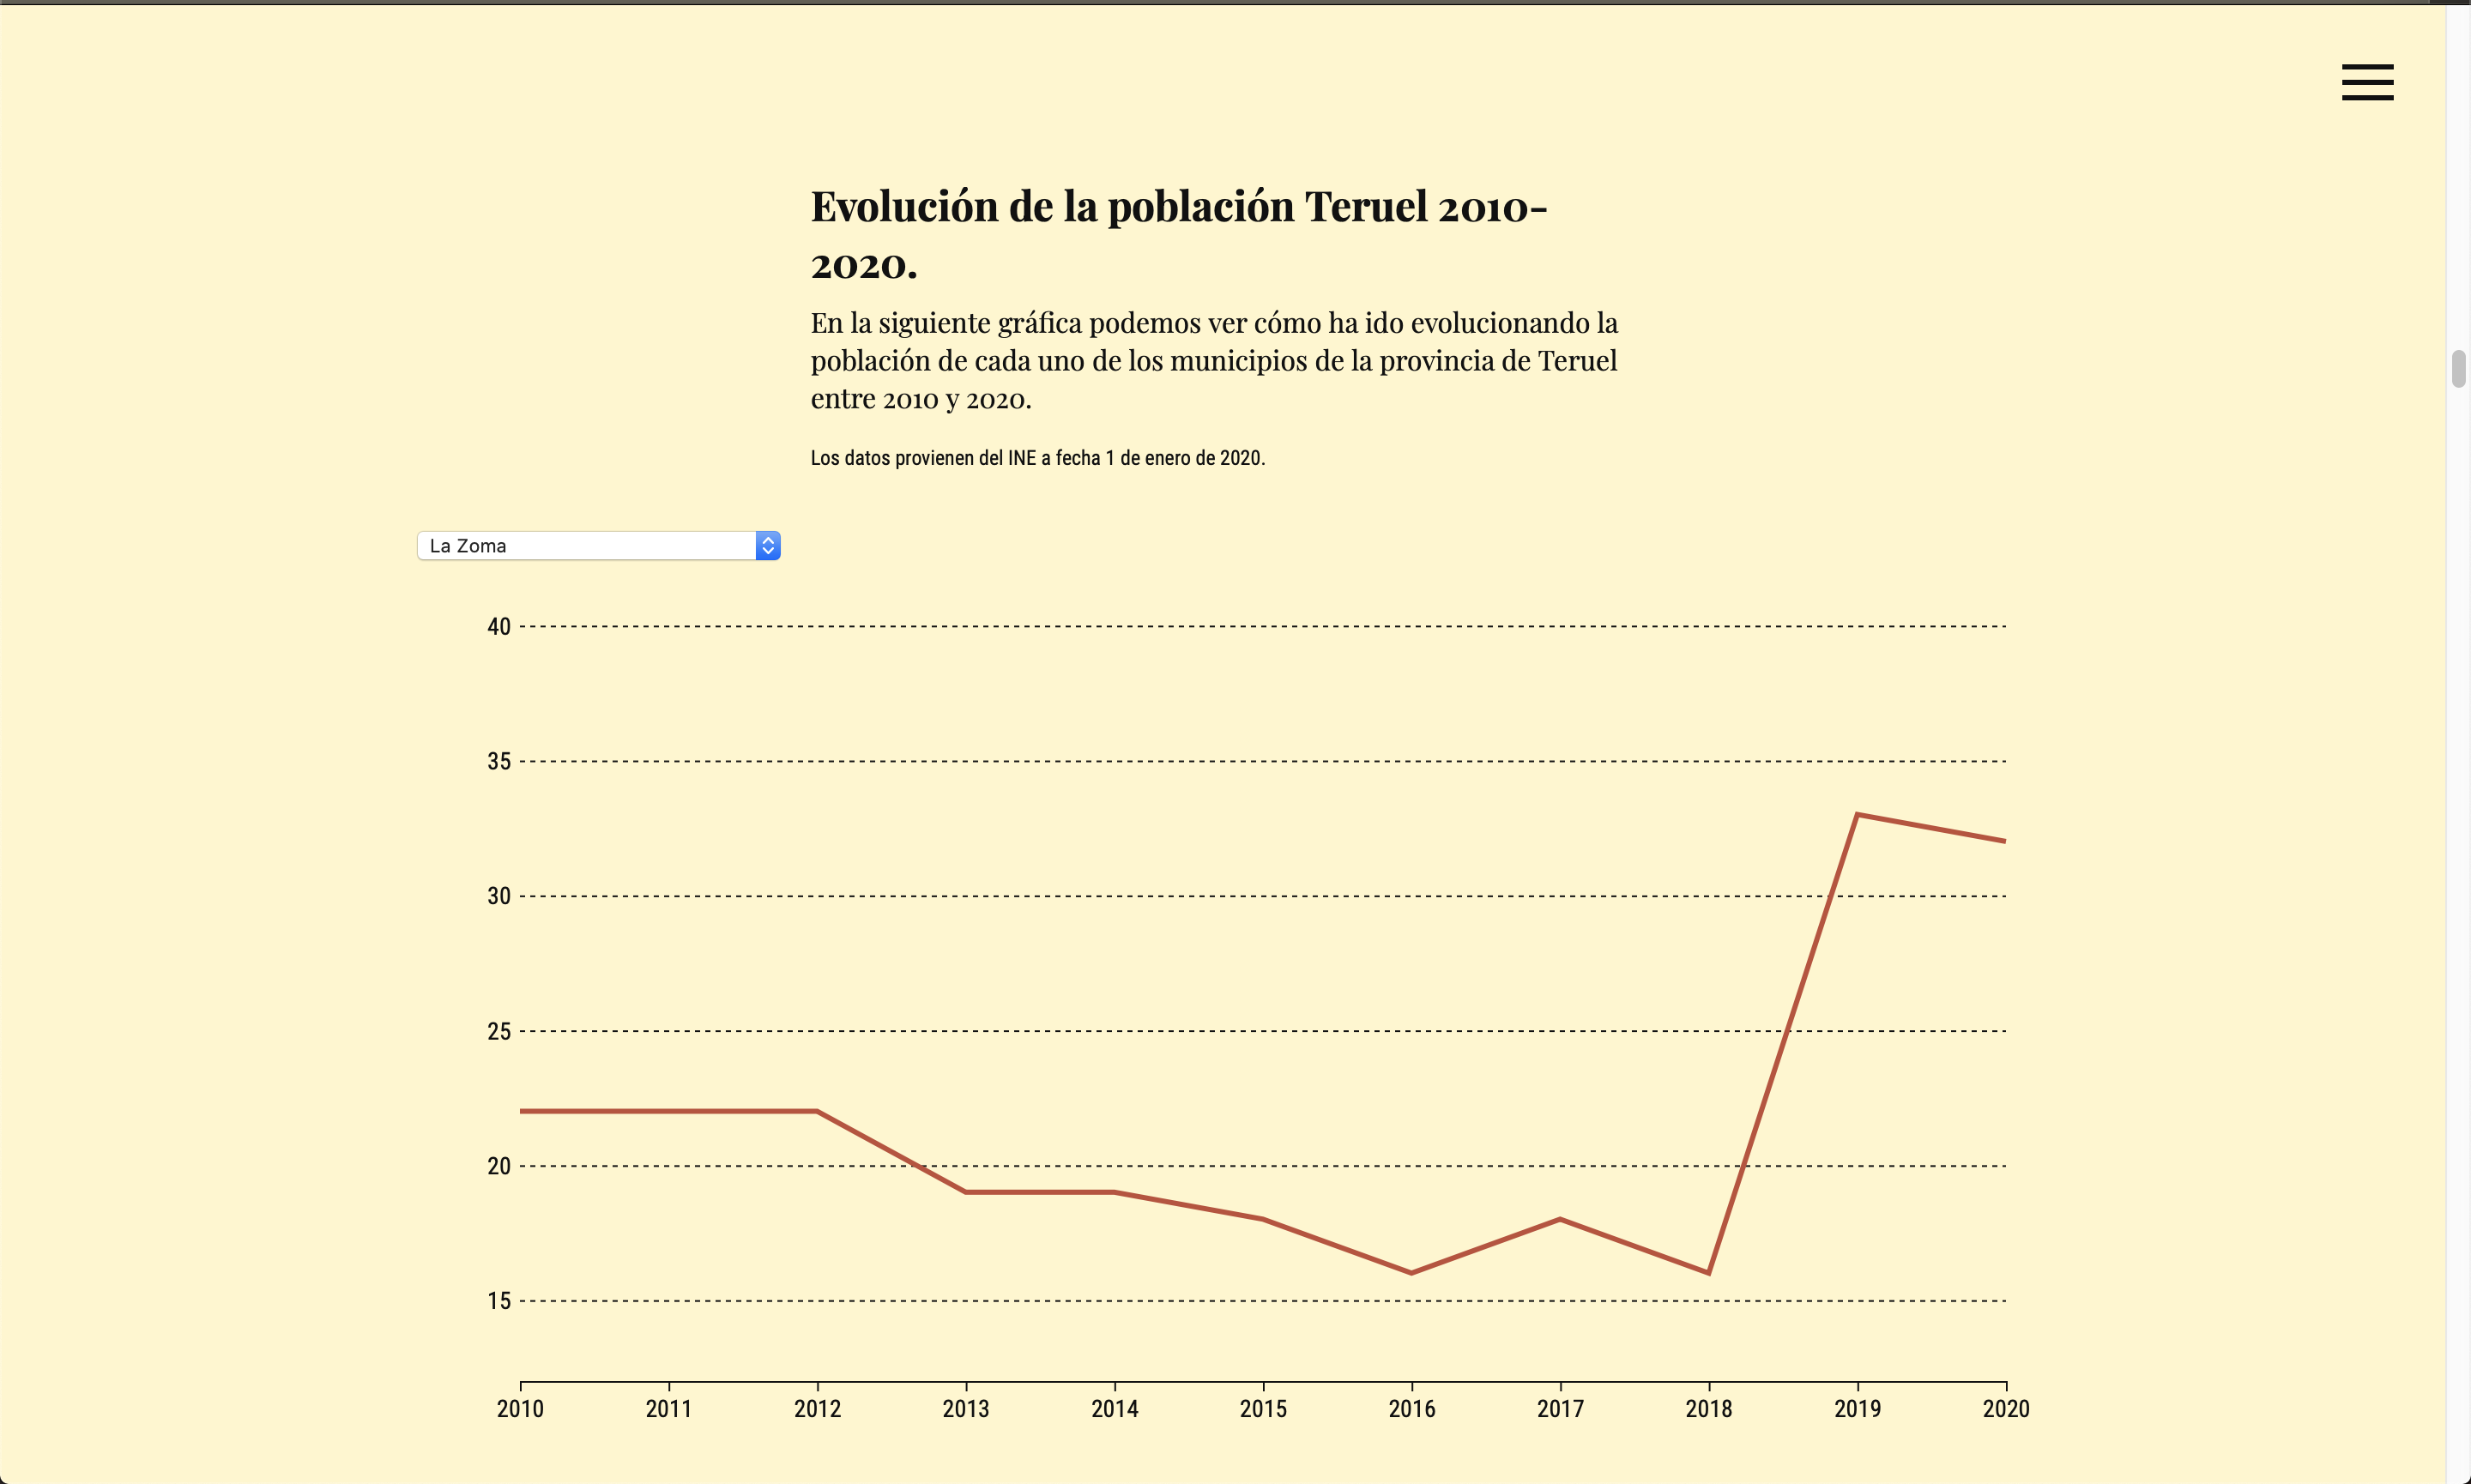 Evolución de la población Teruel 2010-
2020.
En la siguiente gráfica podemos ver cómo ha ido evolucionando la
población de cada uno de los municipios de la provincia de Teruel
entre 2010 y 2020.
Los datos provienen del INE a fecha 1 de enero de 2020.
La Zoma
40
35
30
25
20
15
2010 2011 2012 2013 2014 2015 2016 2017 2018 2019 2020